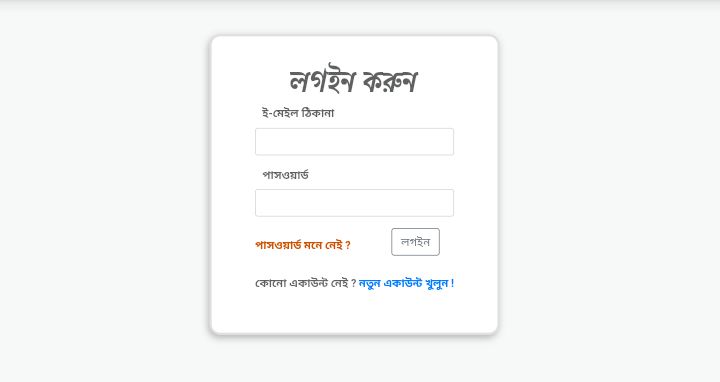 লগইন করুন
ই-মেইল ঠিকানা
পাসওয়ার্ড
পাসওয়ার্ড মনে নেই ? লগইন
কোনো একাউন্ট নেই ? নতুন একাউন্ট খুলুন !